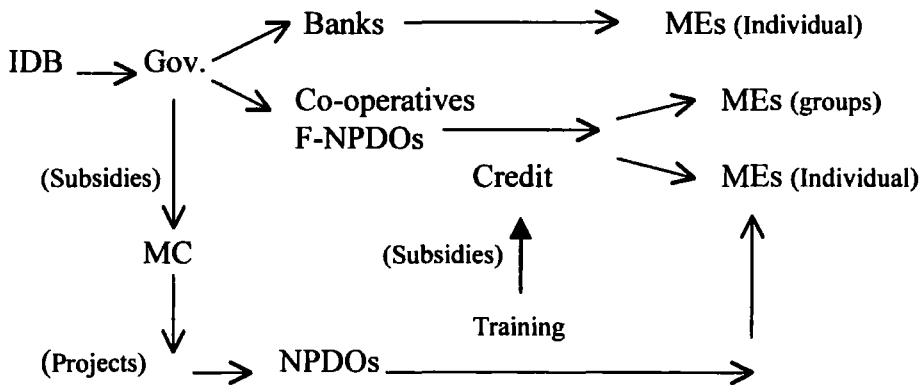 Banks
MEs (Individual)
IDB
Gov.
Co-operatives
F-NPDOs
MEs (groups)
(Subsidies)
Credit
MEs (Individual)
MC
(Subsidies)
Training
(Projects)
NPDOs